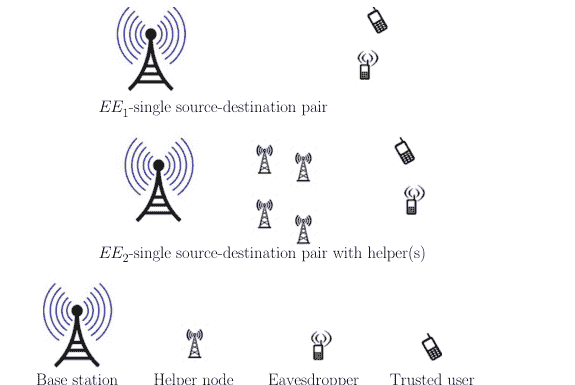 EE₁-single source-destination pair
EE₂-single source-destination pair with helper(s)
Base station Helper node Eavesdropper Trusted user